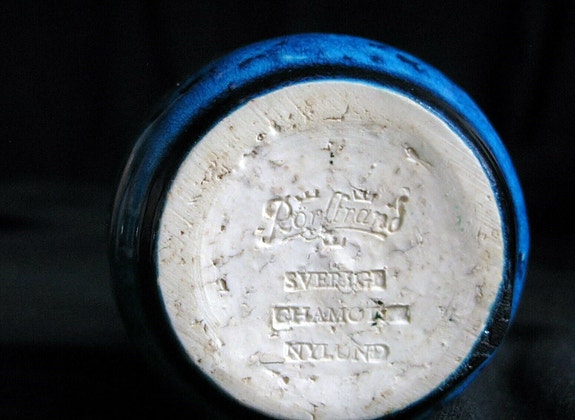 Rörstrand
SVERIGE
CHAMOTTE
NYLUND